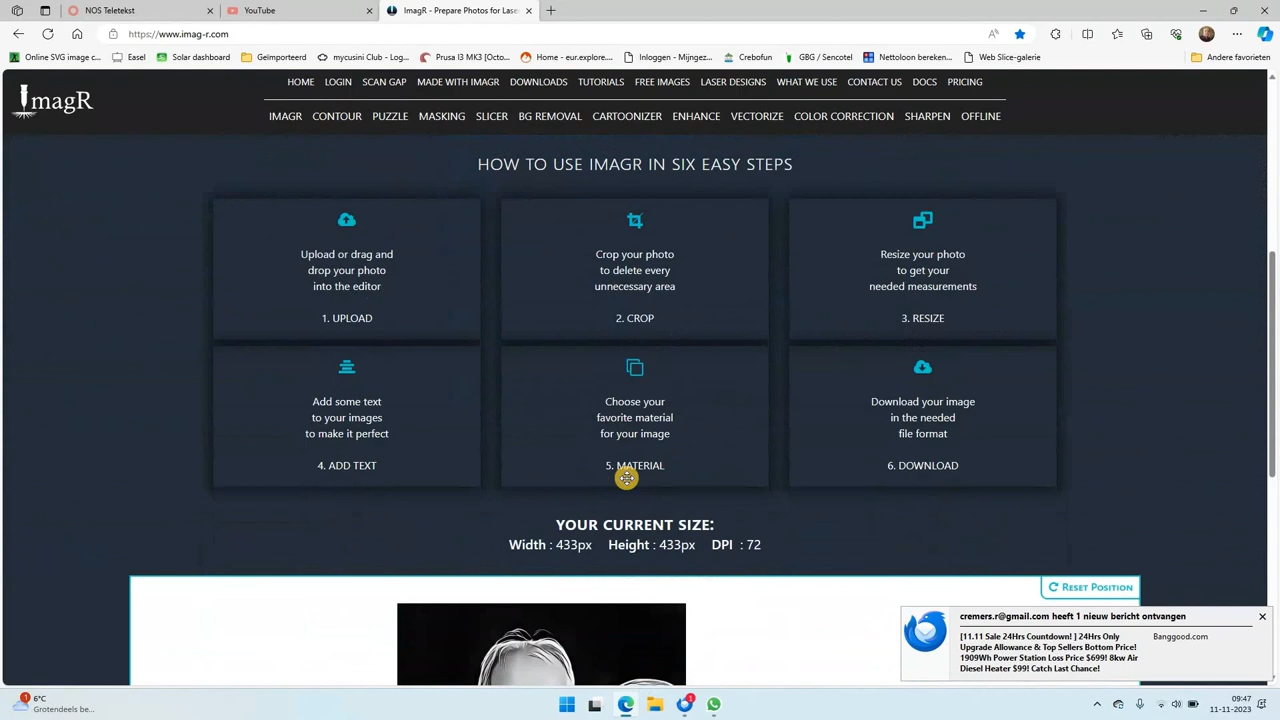 NOS Teletekst
YouTube
ImagR - Prepare Photos for Lase
https://www.imag-r.com
Online SVG image c...
Easel
Solar dashboard
Geïmporteerd
mycusini club - Log...
Prusa I3 MK3 [Octo...
Home - eur.explore...
Inloggen - Mijngez...
Crebofun
GBG / Sencotel
Nettoloon bereken...
Web Slice-galerie
Andere favorieten
ImagR
HOME LOGIN SCAN GAP MADE WITH IMAGR DOWNLOADS TUTORIALS FREE IMAGES LASER DESIGNS WHAT WE USE CONTACT US DOCS PRICING
IMAGR CONTOUR PUZZLE MASKING SLICER BG REMOVAL CARTOONIZER ENHANCE VECTORIZE COLOR CORRECTION SHARPEN OFFLINE
HOW TO USE IMAGR IN SIX EASY STEPS
Upload or drag and
drop your photo
into the editor
1. UPLOAD
Crop your photo
to delete every
unnecessary area
2. CROP
Resize your photo
to get your
needed measurements
3. RESIZE
Add some text
to your images
to make it perfect
4. ADD TEXT
Choose your
favorite material
for your image
5. MATERIAL
Download your image
in the needed
file format
6. DOWNLOAD
YOUR CURRENT SIZE:
Width : 433px Height : 433px DPI : 72
RESET POSITION
cremers.r@gmail.com heeft 1 nieuw bericht ontvangen
[11.11 Sale 24Hrs Countdown! ] 24Hrs Only
Upgrade Allowance & Top Sellers Bottom Price!
1909Wh Power Station Loss Price $699! 8kw Air
Diesel Heater $99! Catch Last Chance!
Banggood.com
1
6°C
Grotendeels be...
1
09:47
11-11-2023